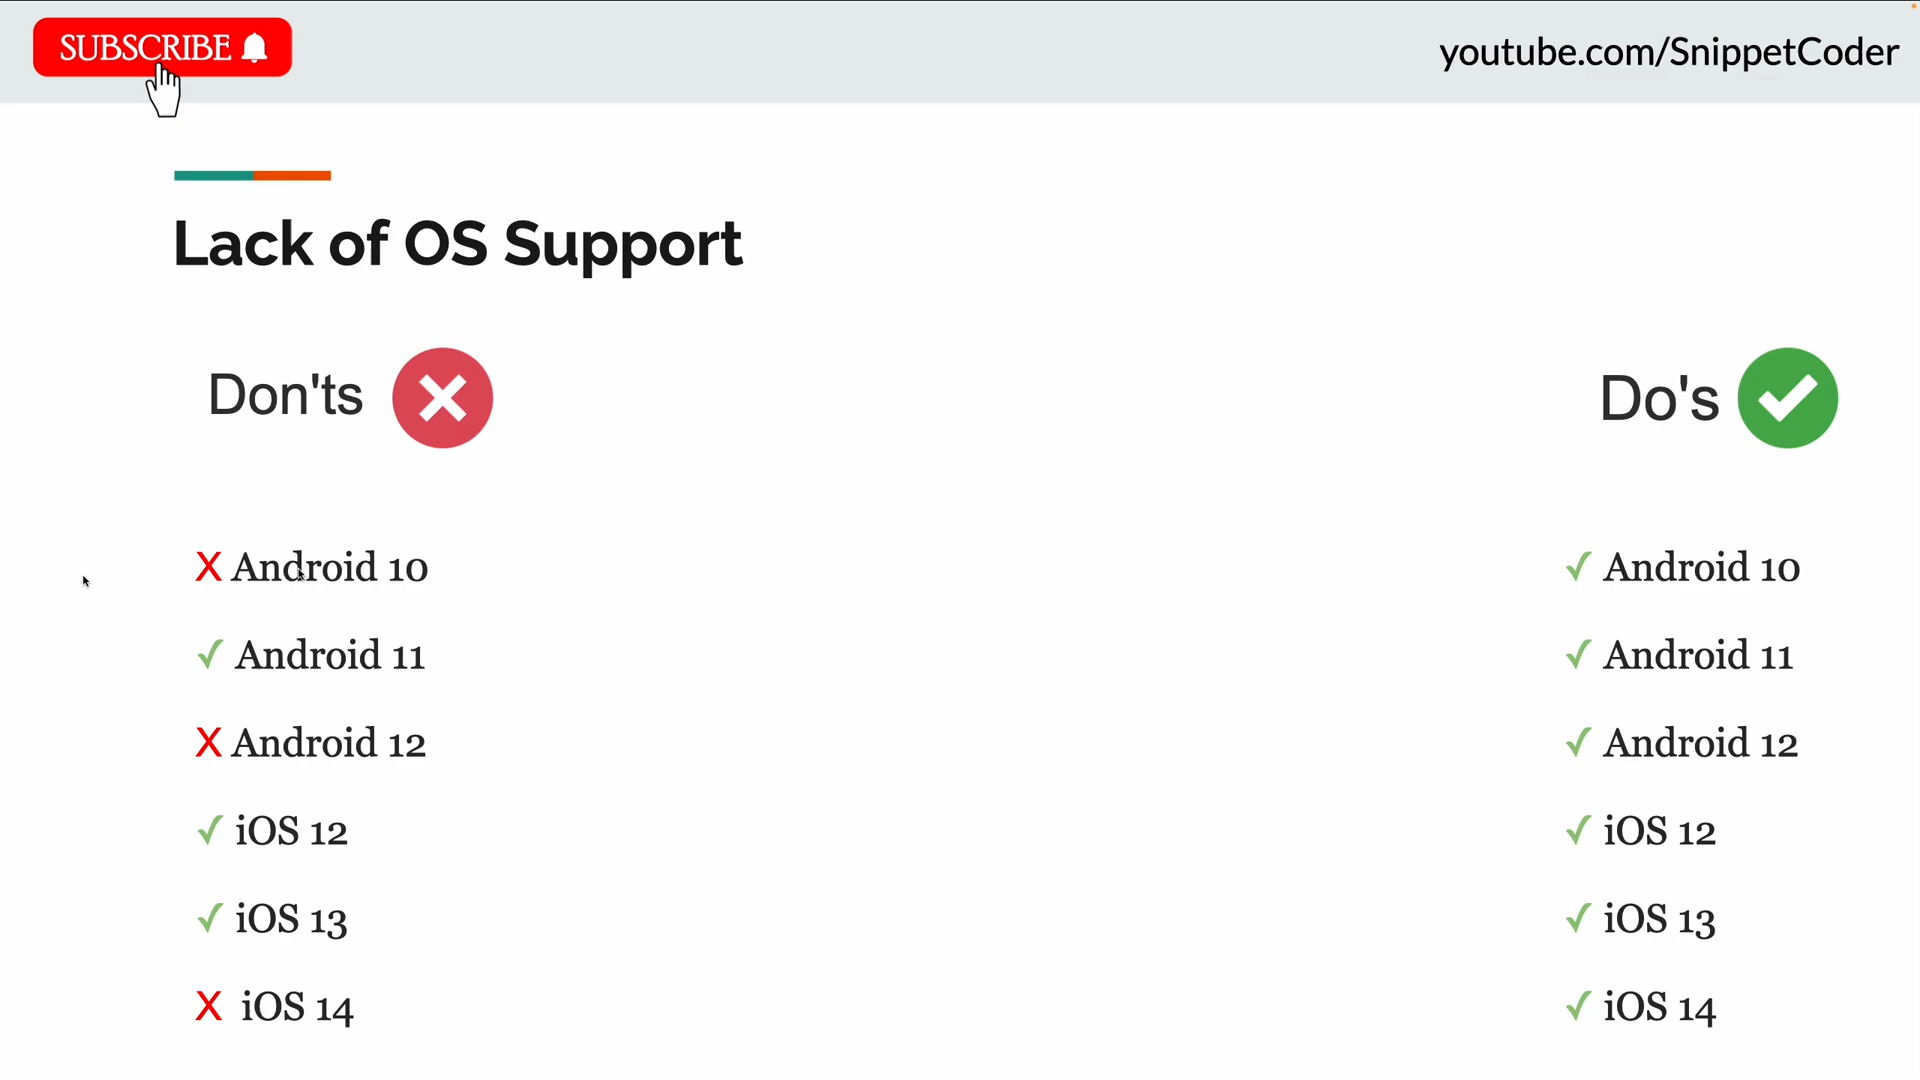 SUBSCRIBE
youtube.com/SnippetCoder
Lack of OS Support
Don'ts
Do's
X Android 10
✓ Android 11
X Android 12
✓ iOS 12
✓ iOS 13
X iOS 14
✓ Android 10
✓ Android 11
✓ Android 12
✓ iOS 12
✓ iOS 13
✓ iOS 14